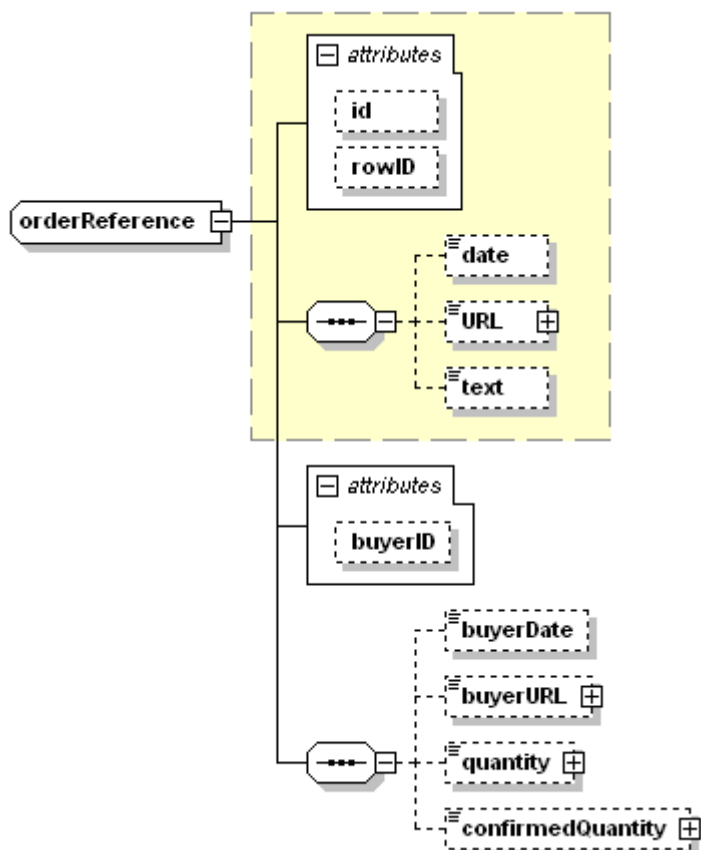 attributes
id
rowID
orderReference
date
URL
text
attributes
buyerID
buyerDate
buyerURL
quantity
confirmedQuantity